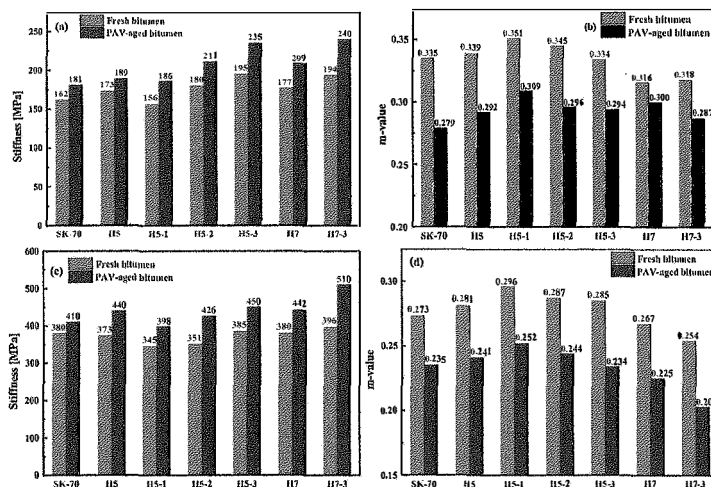 (a)
Fresh bitumen
PAV-aged bitumen
Stiffness [MPa]
250
200
150
100
50
0
162 181 173 189 156 186 180 211 195 235 177 209 194 240
SK-70 H5 H5-1 H5-2 H5-3 H7 H7-3
(b)
Fresh bitumen
PAV-aged bitumen
m-value
0.35
0.30
0.25
0.20
0.335 0.279 0.339 0.292 0.351 0.309 0.345 0.296 0.334 0.294 0.316 0.300 0.318 0.287
SK-70 H5 H5-1 H5-2 H5-3 H7 H7-3
(c)
Fresh bitumen
PAV-aged bitumen
Stiffness [MPa]
600
500
400
300
200
100
0
380 410 373 440 345 398 351 426 385 450 380 442 396 510
SK-70 H5 H5-1 H5-2 H5-3 H7 H7-3
(d)
Fresh bitumen
PAV-aged bitumen
m-value
0.30
0.25
0.20
0.15
0.273 0.235 0.281 0.241 0.296 0.252 0.287 0.244 0.285 0.234 0.267 0.225 0.254
SK-70 H5 H5-1 H5-2 H5-3 H7 H7-3